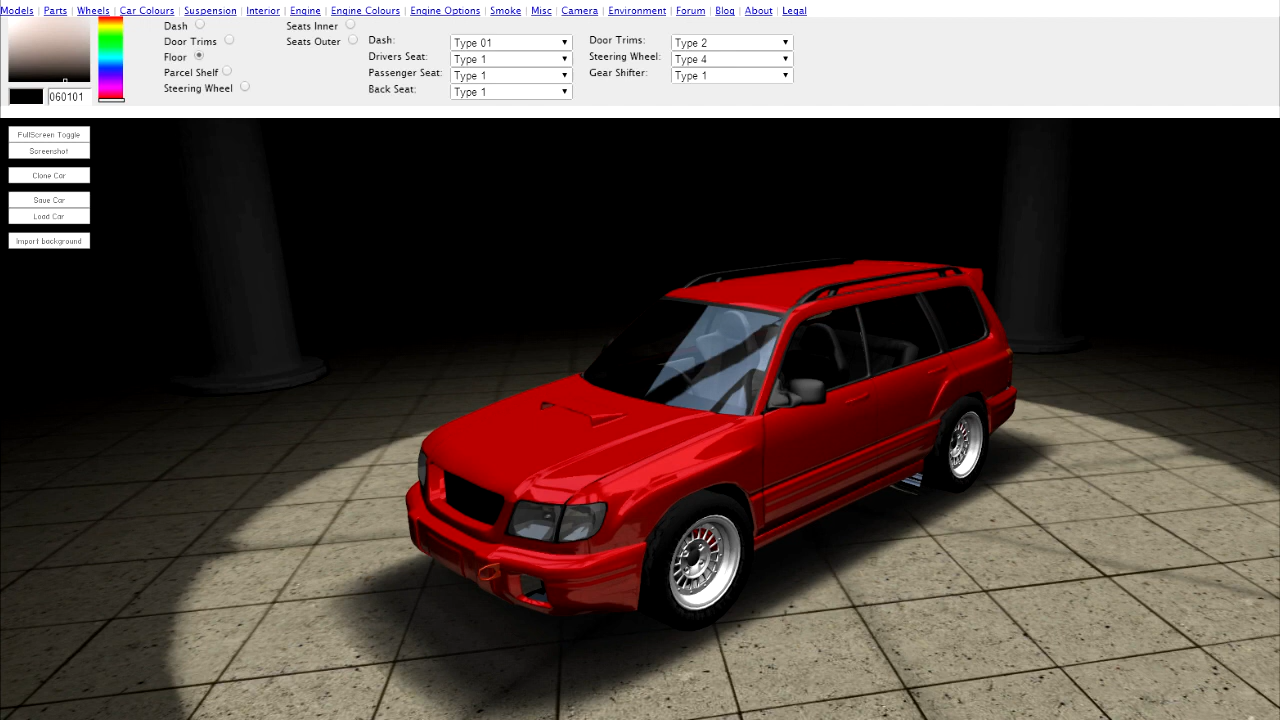 Models | Parts | Wheels | Car Colours | Suspension | Interior | Engine | Engine Colours | Engine Options | Smoke | Misc | Camera | Environment | Forum | Blog | About | Legal
Dash
Door Trims
Floor
Parcel Shelf
Steering Wheel
Seats Inner
Seats Outer
Dash: Type 01
Drivers Seat: Type 1
Passenger Seat: Type 1
Back Seat: Type 1
Door Trims: Type 2
Steering Wheel: Type 4
Gear Shifter: Type 1
060101
FullScreen Toggle
Screenshot
Clone Car
Save Car
Load Car
Import background